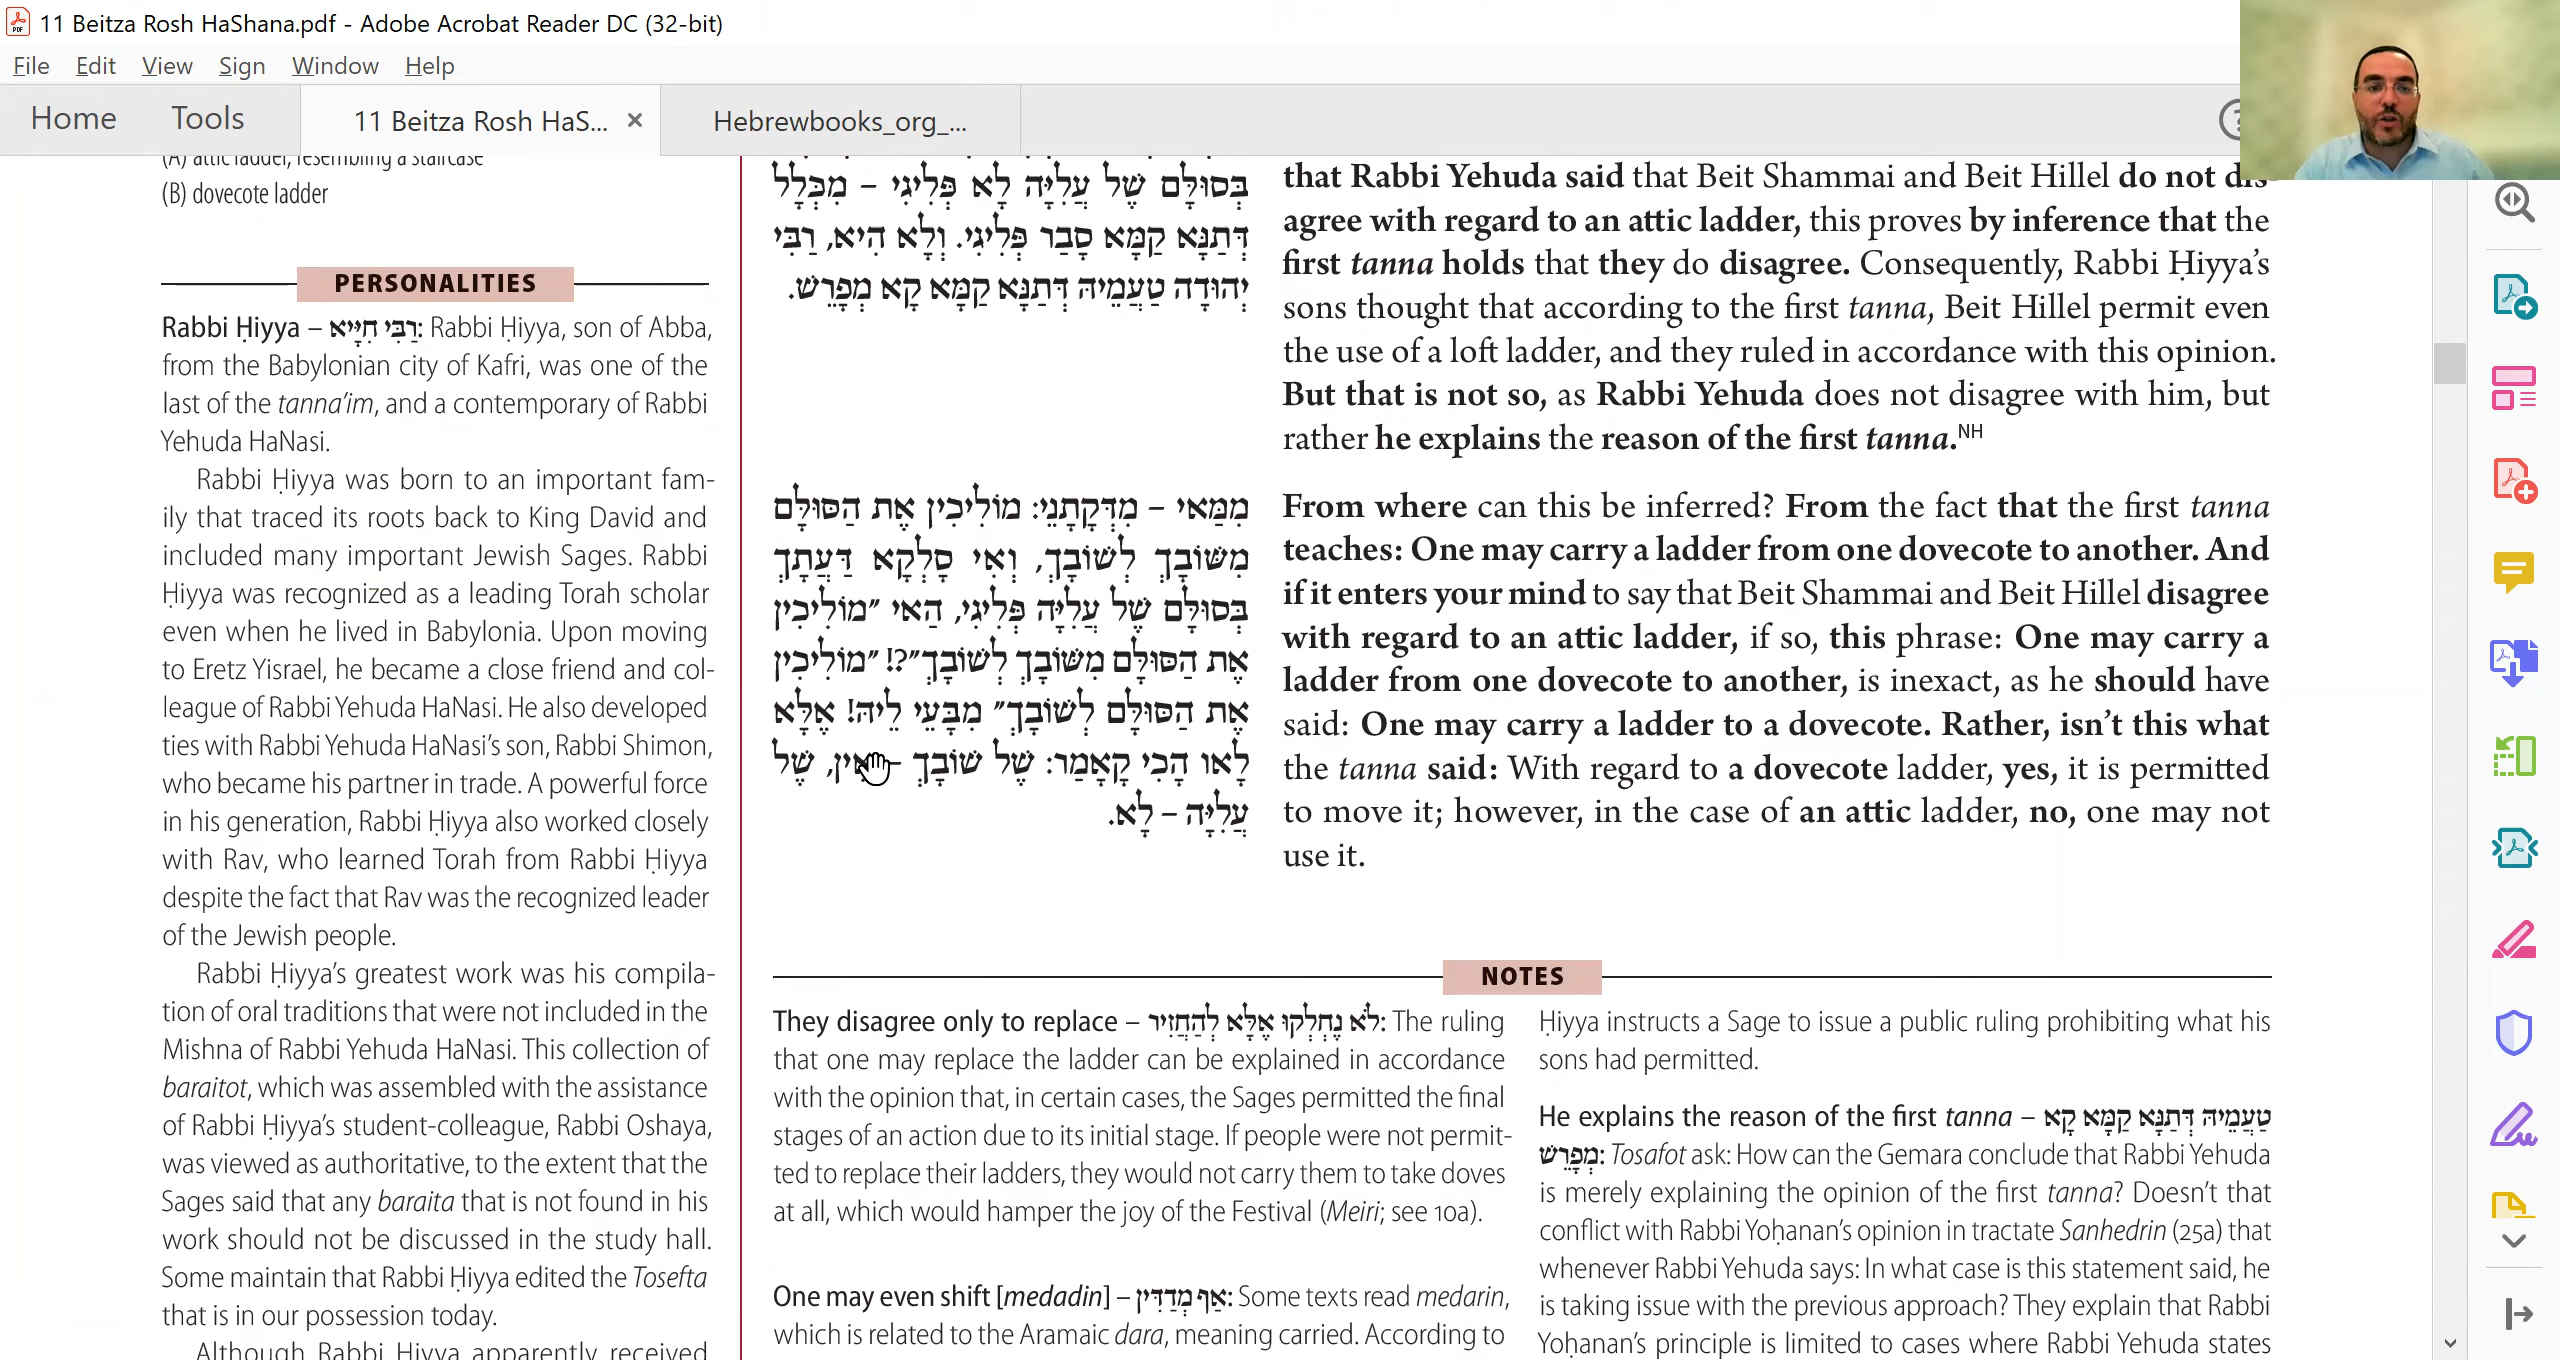 11 Beitza Rosh HaShana.pdf - Adobe Acrobat Reader DC (32-bit)
File Edit View Sign Window Help
Home Tools 11 Beitza Rosh HaS... × Hebrewbooks_org_...
(A) attic ladder, resembling a staircase
(B) dovecote ladder
PERSONALITIES
Rabbi Ḥiyya – רַבִּי חִיָּיא: Rabbi Ḥiyya, son of Abba,
from the Babylonian city of Kafri, was one of the
last of the tanna'im, and a contemporary of Rabbi
Yehuda HaNasi.
Rabbi Ḥiyya was born to an important fam-
ily that traced its roots back to King David and
included many important Jewish Sages. Rabbi
Ḥiyya was recognized as a leading Torah scholar
even when he lived in Babylonia. Upon moving
to Eretz Yisrael, he became a close friend and col-
league of Rabbi Yehuda HaNasi. He also developed
ties with Rabbi Yehuda HaNasi's son, Rabbi Shimon,
who became his partner in trade. A powerful force
in his generation, Rabbi Ḥiyya also worked closely
with Rav, who learned Torah from Rabbi Ḥiyya
despite the fact that Rav was the recognized leader
of the Jewish people.
Rabbi Ḥiyya's greatest work was his compila-
tion of oral traditions that were not included in the
Mishna of Rabbi Yehuda HaNasi. This collection of
baraitot, which was assembled with the assistance
of Rabbi Ḥiyya's student-colleague, Rabbi Oshaya,
was viewed as authoritative, to the extent that the
Sages said that any baraita that is not found in his
work should not be discussed in the study hall.
Some maintain that Rabbi Ḥiyya edited the Tosefta
that is in our possession today.
Although Rabbi Ḥiyya apparently received
בְּסוּלָּם שֶׁל עֲלִיָּה לָא פְּלִיגִי – מִכְּלָל
דְּתַנָּא קַמָּא סָבַר פְּלִיגִי. וְלָא הִיא, רַבִּי
יְהוּדָה טַעֲמֵיהּ דְּתַנָּא קַמָּא קָא מְפָרֵשׁ.
that Rabbi Yehuda said that Beit Shammai and Beit Hillel do not dis-
agree with regard to an attic ladder, this proves by inference that the
first tanna holds that they do disagree. Consequently, Rabbi Ḥiyya's
sons thought that according to the first tanna, Beit Hillel permit even
the use of a loft ladder, and they ruled in accordance with this opinion.
But that is not so, as Rabbi Yehuda does not disagree with him, but
rather he explains the reason of the first tanna.NH
מִמַּאי – מִדְּקָתָנֵי: מוֹלִיכִין אֶת הַסּוּלָּם
מִשּׁוֹבָךְ לְשׁוֹבָךְ, וְאִי סָלְקָא דַּעֲתָךְ
בְּסוּלָּם שֶׁל עֲלִיָּה פְּלִיגִי, הַאי ״מוֹלִיכִין
אֶת הַסּוּלָּם מִשּׁוֹבָךְ לְשׁוֹבָךְ״?! ״מוֹלִיכִין
אֶת הַסּוּלָּם לְשׁוֹבָךְ״ מִבָּעֵי לֵיהּ! אֶלָּא
לָאו הָכִי קָאָמַר: שֶׁל שׁוֹבָךְ – אִין, שֶׁל
עֲלִיָּה – לָא.
From where can this be inferred? From the fact that the first tanna
teaches: One may carry a ladder from one dovecote to another. And
if it enters your mind to say that Beit Shammai and Beit Hillel disagree
with regard to an attic ladder, if so, this phrase: One may carry a
ladder from one dovecote to another, is inexact, as he should have
said: One may carry a ladder to a dovecote. Rather, isn't this what
the tanna said: With regard to a dovecote ladder, yes, it is permitted
to move it; however, in the case of an attic ladder, no, one may not
use it.
NOTES
They disagree only to replace – לֹא נֶחְלְקוּ אֶלָּא לְהַחֲזִיר: The ruling
that one may replace the ladder can be explained in accordance
with the opinion that, in certain cases, the Sages permitted the final
stages of an action due to its initial stage. If people were not permit-
ted to replace their ladders, they would not carry them to take doves
at all, which would hamper the joy of the Festival (Meiri; see 10a).
One may even shift [medadin] – אַף מְדַדִּין: Some texts read medarin,
which is related to the Aramaic dara, meaning carried. According to
Ḥiyya instructs a Sage to issue a public ruling prohibiting what his
sons had permitted.
He explains the reason of the first tanna – טַעֲמֵיהּ דְּתַנָּא קַמָּא קָא
מְפָרֵשׁ: Tosafot ask: How can the Gemara conclude that Rabbi Yehuda
is merely explaining the opinion of the first tanna? Doesn't that
conflict with Rabbi Yoḥanan's opinion in tractate Sanhedrin (25a) that
whenever Rabbi Yehuda says: In what case is this statement said, he
is taking issue with the previous approach? They explain that Rabbi
Yoḥanan's principle is limited to cases where Rabbi Yehuda states